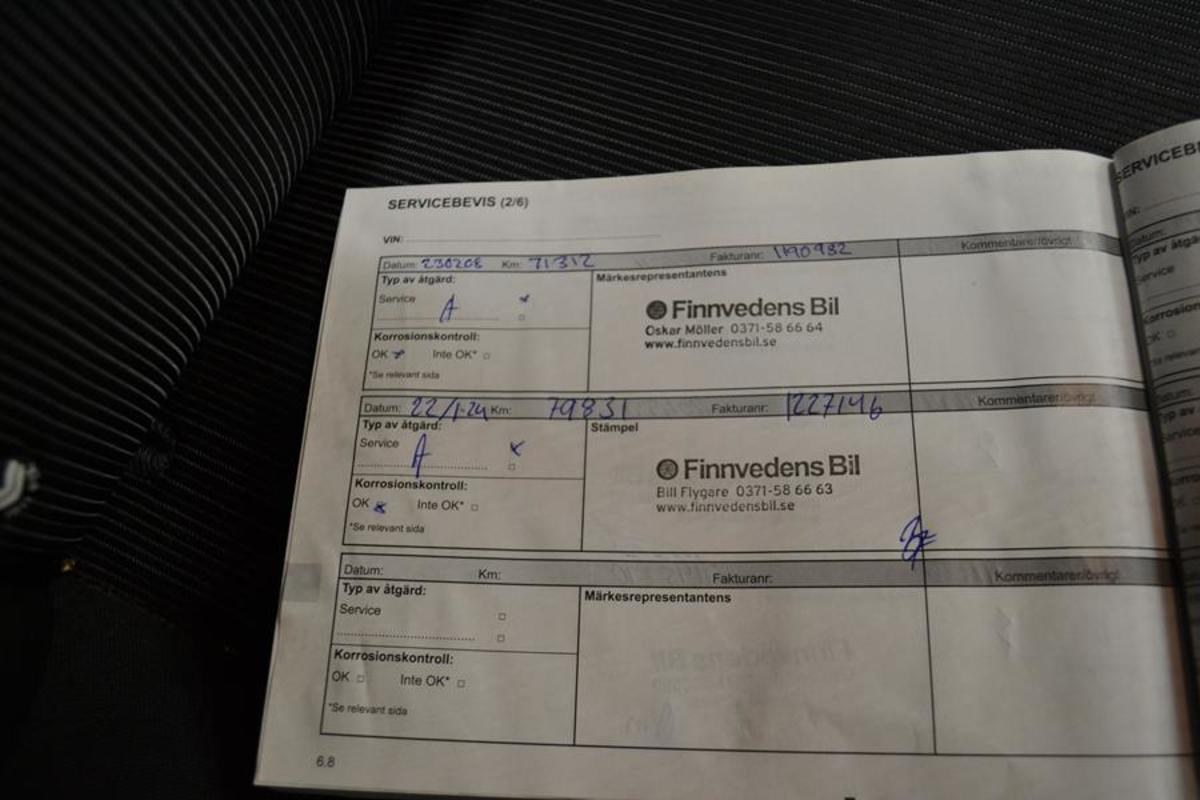 SERVICEBEVIS (2/6)
VIN:
Datum: 230208 Km: 71312 Fakturanr: 1190982 Kommentarer/övrigt
Typ av åtgärd: Märkesrepresentantens
Service A x
Finnvedens Bil
Oskar Möller 0371-58 66 64
www.finnvedensbil.se
Korrosionskontroll:
OK x Inte OK*
*Se relevant sida
Datum: 22/1-24 Km: 79831 Fakturanr: 1227146 Kommentarer/övrigt
Typ av åtgärd: Stämpel
Service A x
Finnvedens Bil
Bill Flygare 0371-58 66 63
www.finnvedensbil.se
Korrosionskontroll:
OK x Inte OK*
*Se relevant sida
Datum: Km: Fakturanr: Kommentarer/övrigt
Typ av åtgärd: Märkesrepresentantens
Service
Korrosionskontroll:
OK Inte OK*
*Se relevant sida
6.8